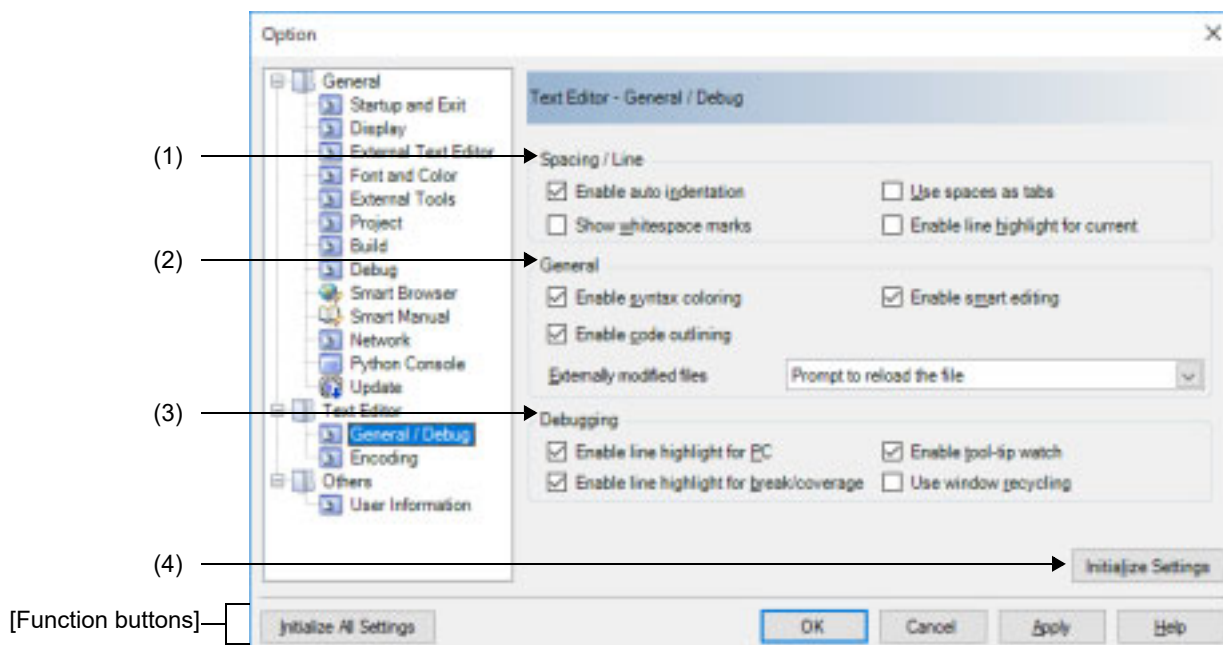 Option
General
Startup and Exit
Display
External Text Editor
Font and Color
External Tools
Project
Build
Debug
Smart Browser
Smart Manual
Network
Python Console
Update
Text Editor
General / Debug
Encoding
Others
User Information
Text Editor - General / Debug
(1)
Spacing / Line
Enable auto indentation
Use spaces as tabs
Show whitespace marks
Enable line highlight for current
(2)
General
Enable syntax coloring
Enable smart editing
Enable code outlining
Externally modified files
Prompt to reload the file
(3)
Debugging
Enable line highlight for PC
Enable tool-tip watch
Enable line highlight for break/coverage
Use window recycling
(4)
Initialize Settings
[Function buttons]
Initialize All Settings
OK
Cancel
Apply
Help